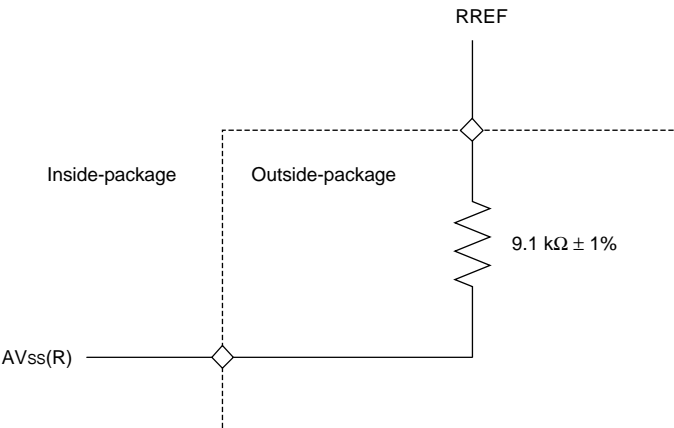 RREF
Inside-package
Outside-package
9.1 kΩ ± 1%
AVss(R)